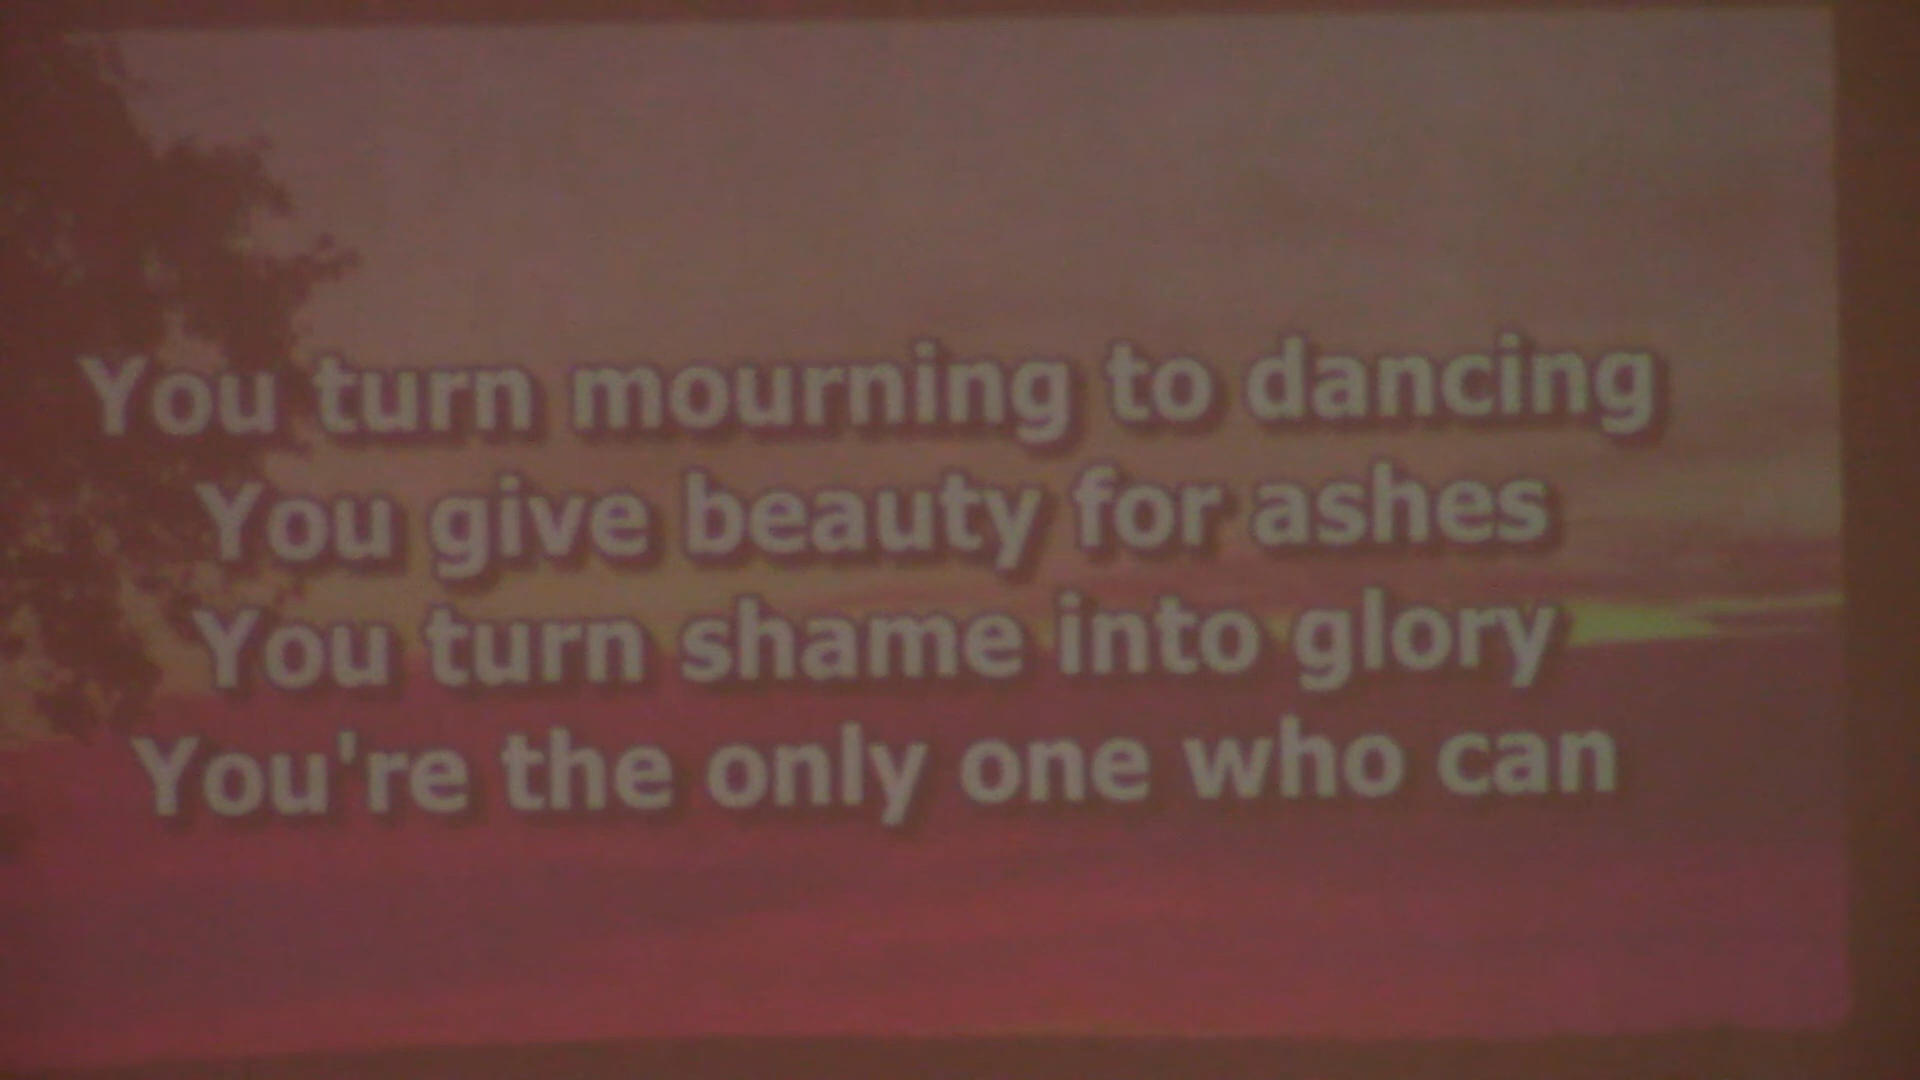 You turn mourning to dancing
You give beauty for ashes
You turn shame into glory
You're the only one who can